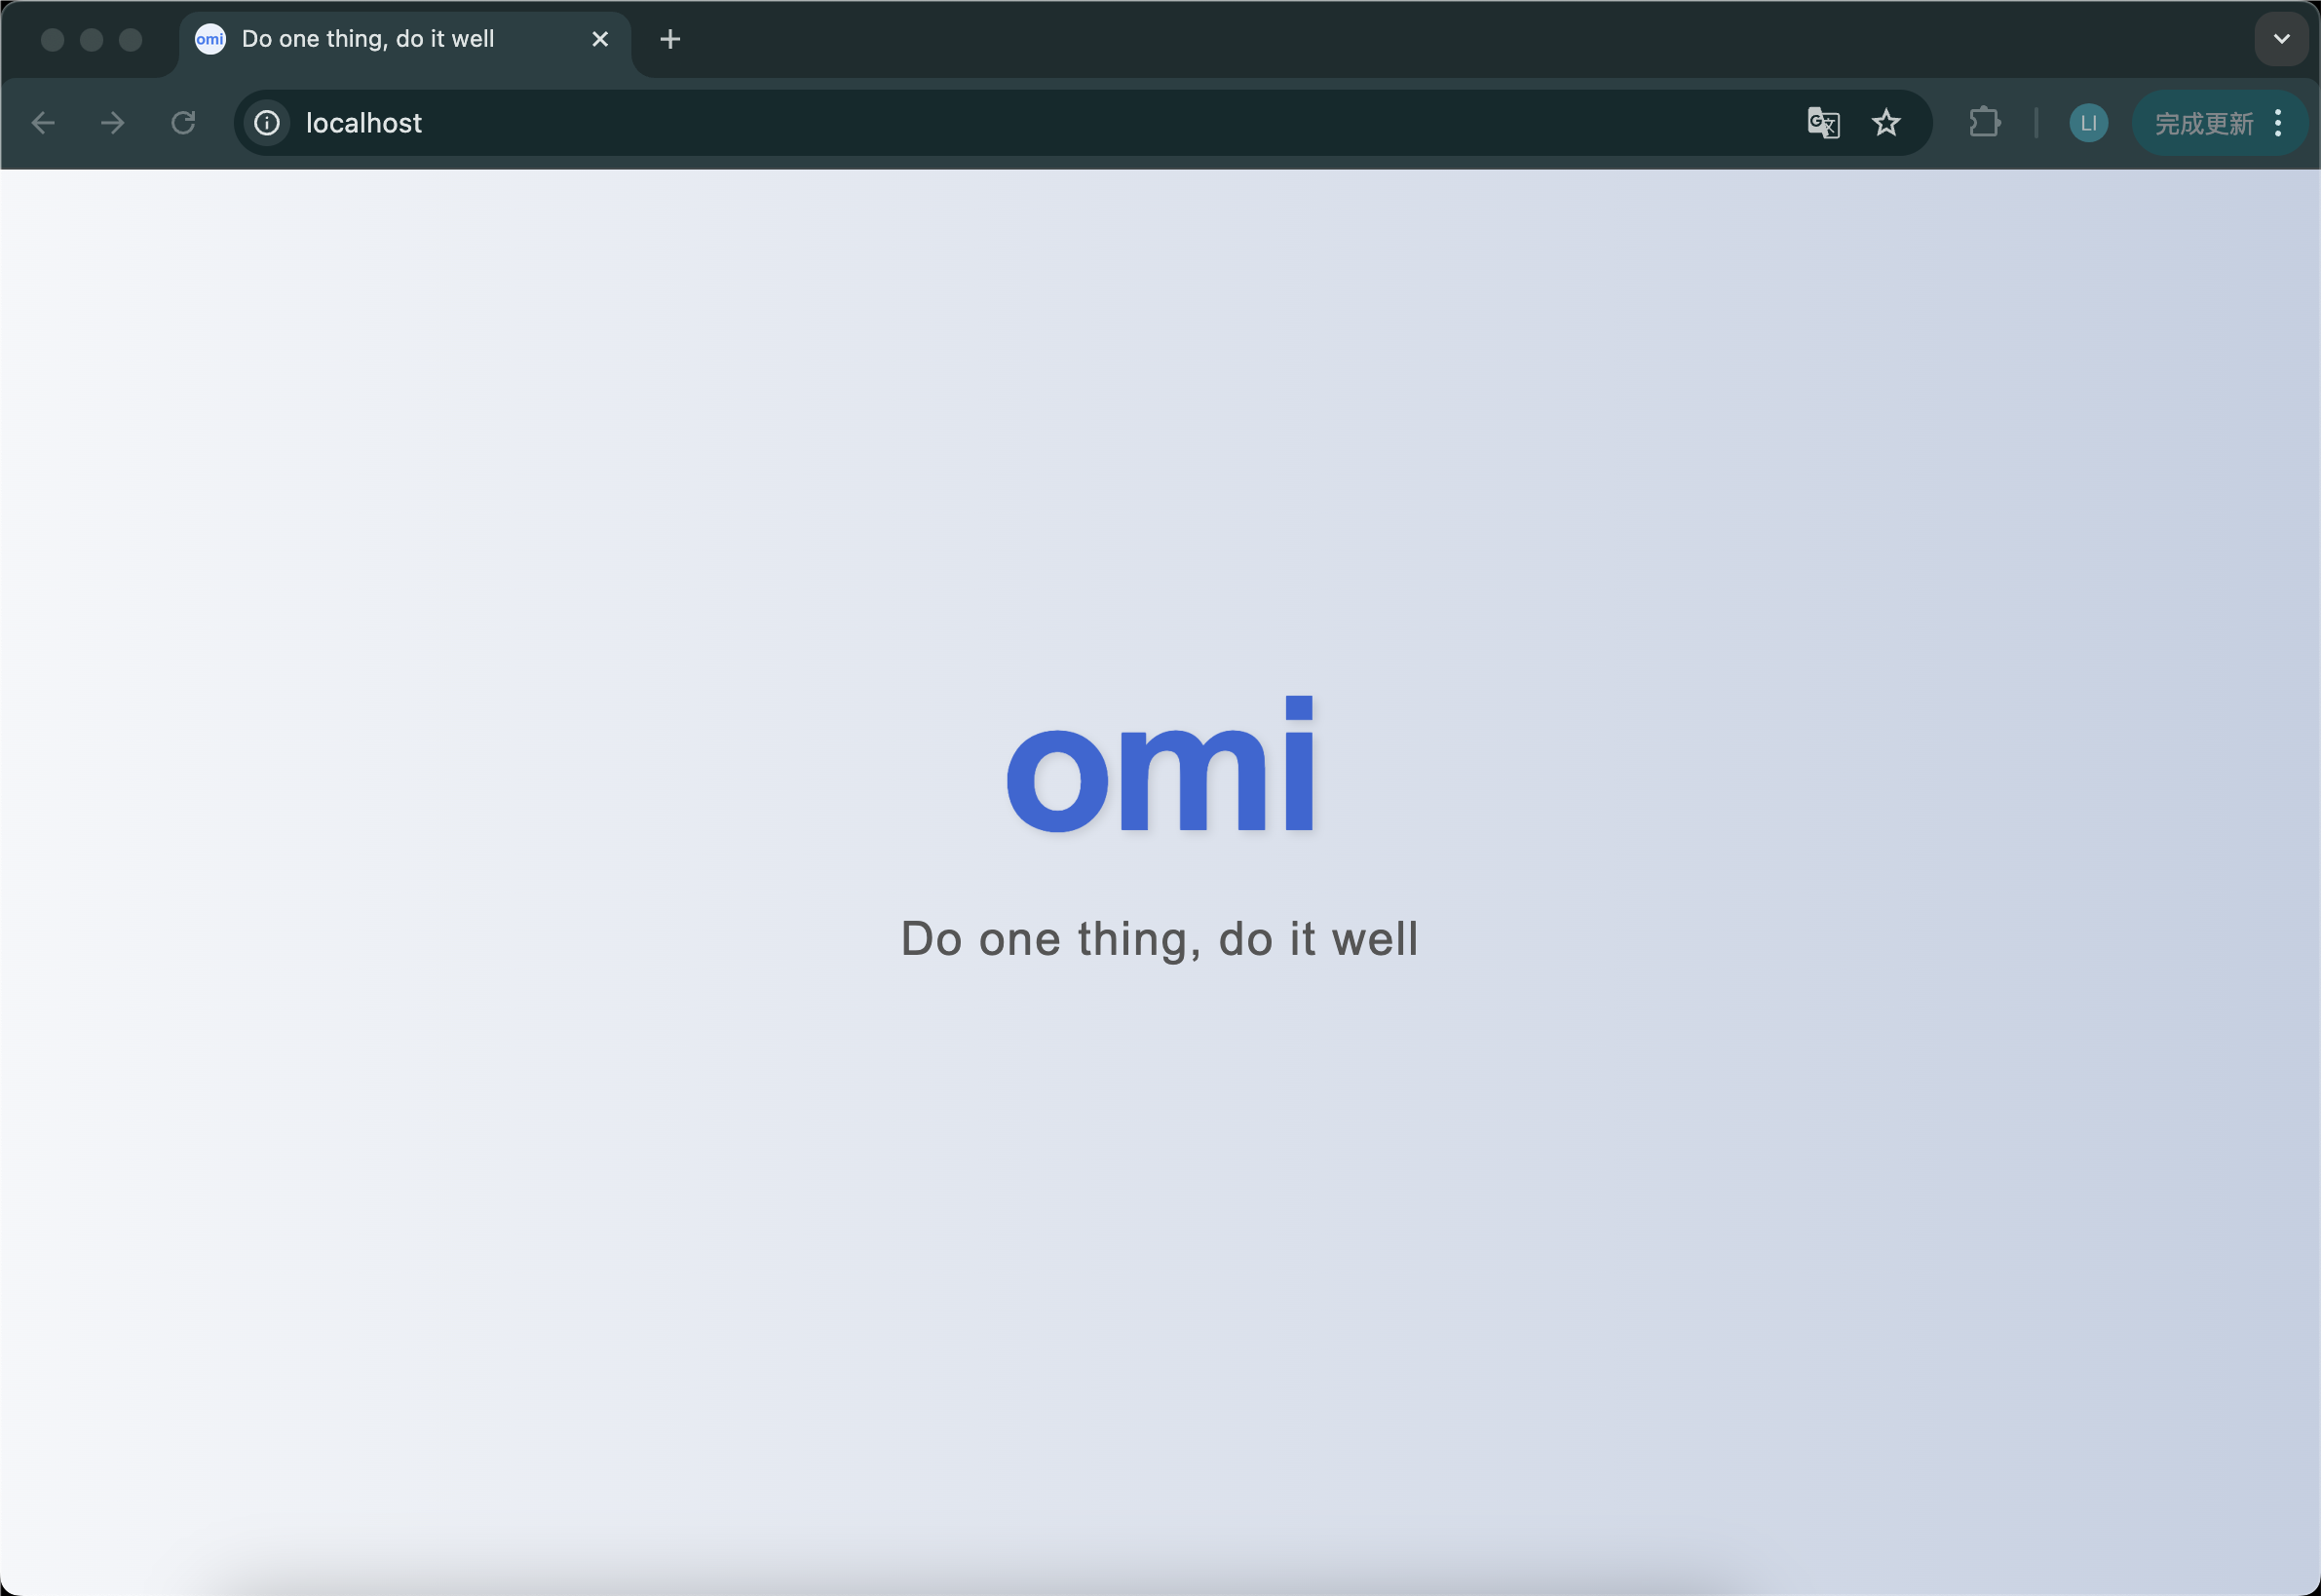 omi Do one thing, do it well
localhost
LI 完成更新
omi
Do one thing, do it well